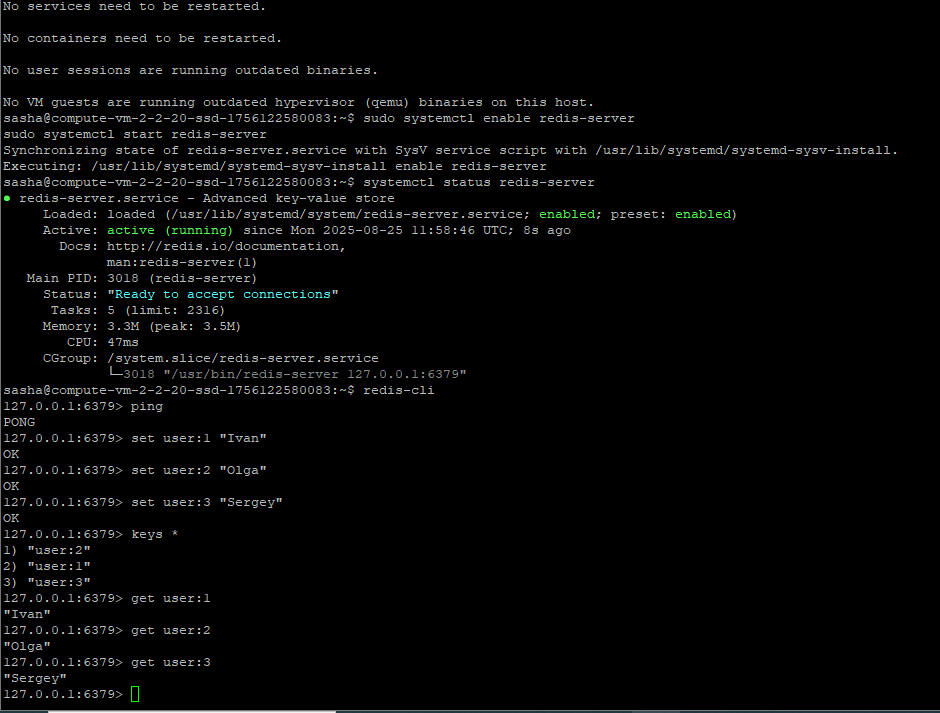 No services need to be restarted.
No containers need to be restarted.
No user sessions are running outdated binaries.
No VM guests are running outdated hypervisor (qemu) binaries on this host.
sasha@compute-vm-2-2-20-ssd-1756122580083:~$ sudo systemctl enable redis-server
sudo systemctl start redis-server
Synchronizing state of redis-server.service with SysV service script with /usr/lib/systemd/systemd-sysv-install.
Executing: /usr/lib/systemd/systemd-sysv-install enable redis-server
sasha@compute-vm-2-2-20-ssd-1756122580083:~$ systemctl status redis-server
● redis-server.service - Advanced key-value store
Loaded: loaded (/usr/lib/systemd/system/redis-server.service; enabled; preset: enabled)
Active: active (running) since Mon 2025-08-25 11:58:46 UTC; 8s ago
Docs: http://redis.io/documentation,
man:redis-server(1)
Main PID: 3018 (redis-server)
Status: "Ready to accept connections"
Tasks: 5 (limit: 2316)
Memory: 3.3M (peak: 3.5M)
CPU: 47ms
CGroup: /system.slice/redis-server.service
└─3018 "/usr/bin/redis-server 127.0.0.1:6379"
sasha@compute-vm-2-2-20-ssd-1756122580083:~$ redis-cli
127.0.0.1:6379> ping
PONG
127.0.0.1:6379> set user:1 "Ivan"
OK
127.0.0.1:6379> set user:2 "Olga"
OK
127.0.0.1:6379> set user:3 "Sergey"
OK
127.0.0.1:6379> keys *
1) "user:2"
2) "user:1"
3) "user:3"
127.0.0.1:6379> get user:1
"Ivan"
127.0.0.1:6379> get user:2
"Olga"
127.0.0.1:6379> get user:3
"Sergey"
127.0.0.1:6379>